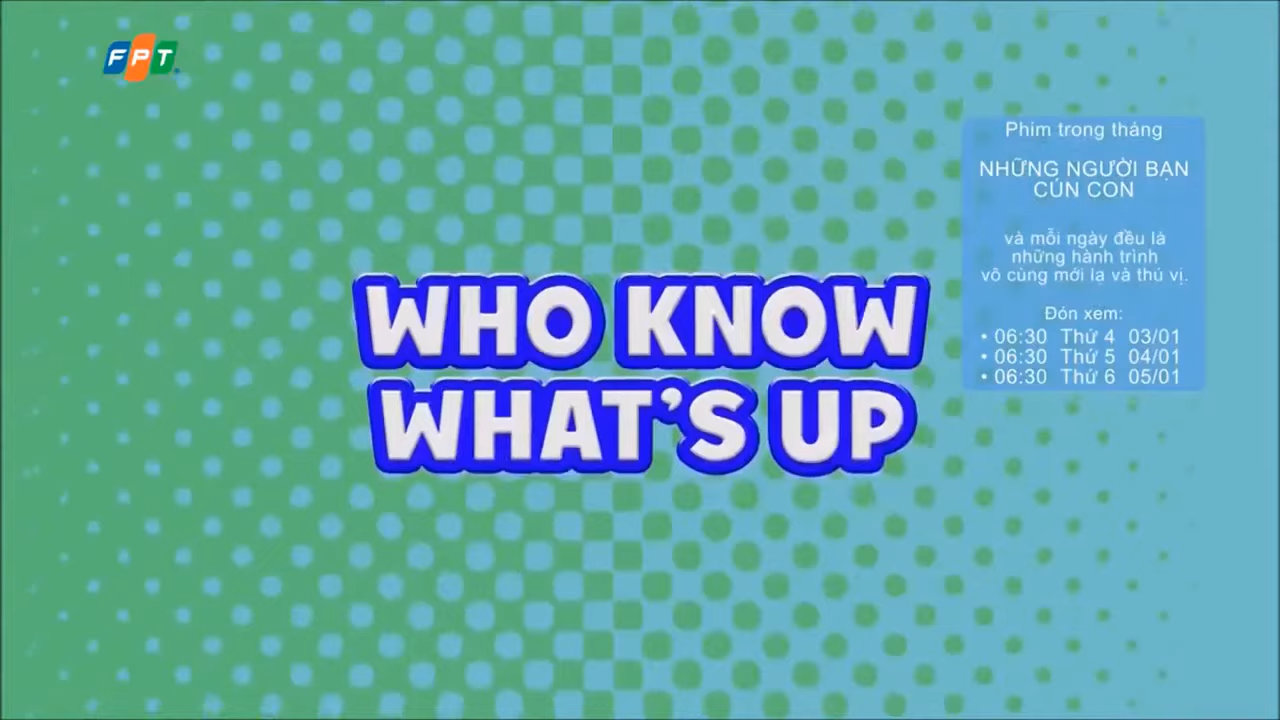 FPT
Phim trong tháng
NHỮNG NGƯỜI BẠN
CÚN CON
và mỗi ngày đều là
những hành trình
vô cùng mới lạ và thú vị.
Đón xem:
• 06:30 Thứ 4 03/01
• 06:30 Thứ 5 04/01
• 06:30 Thứ 6 05/01
WHO KNOW
WHAT'S UP